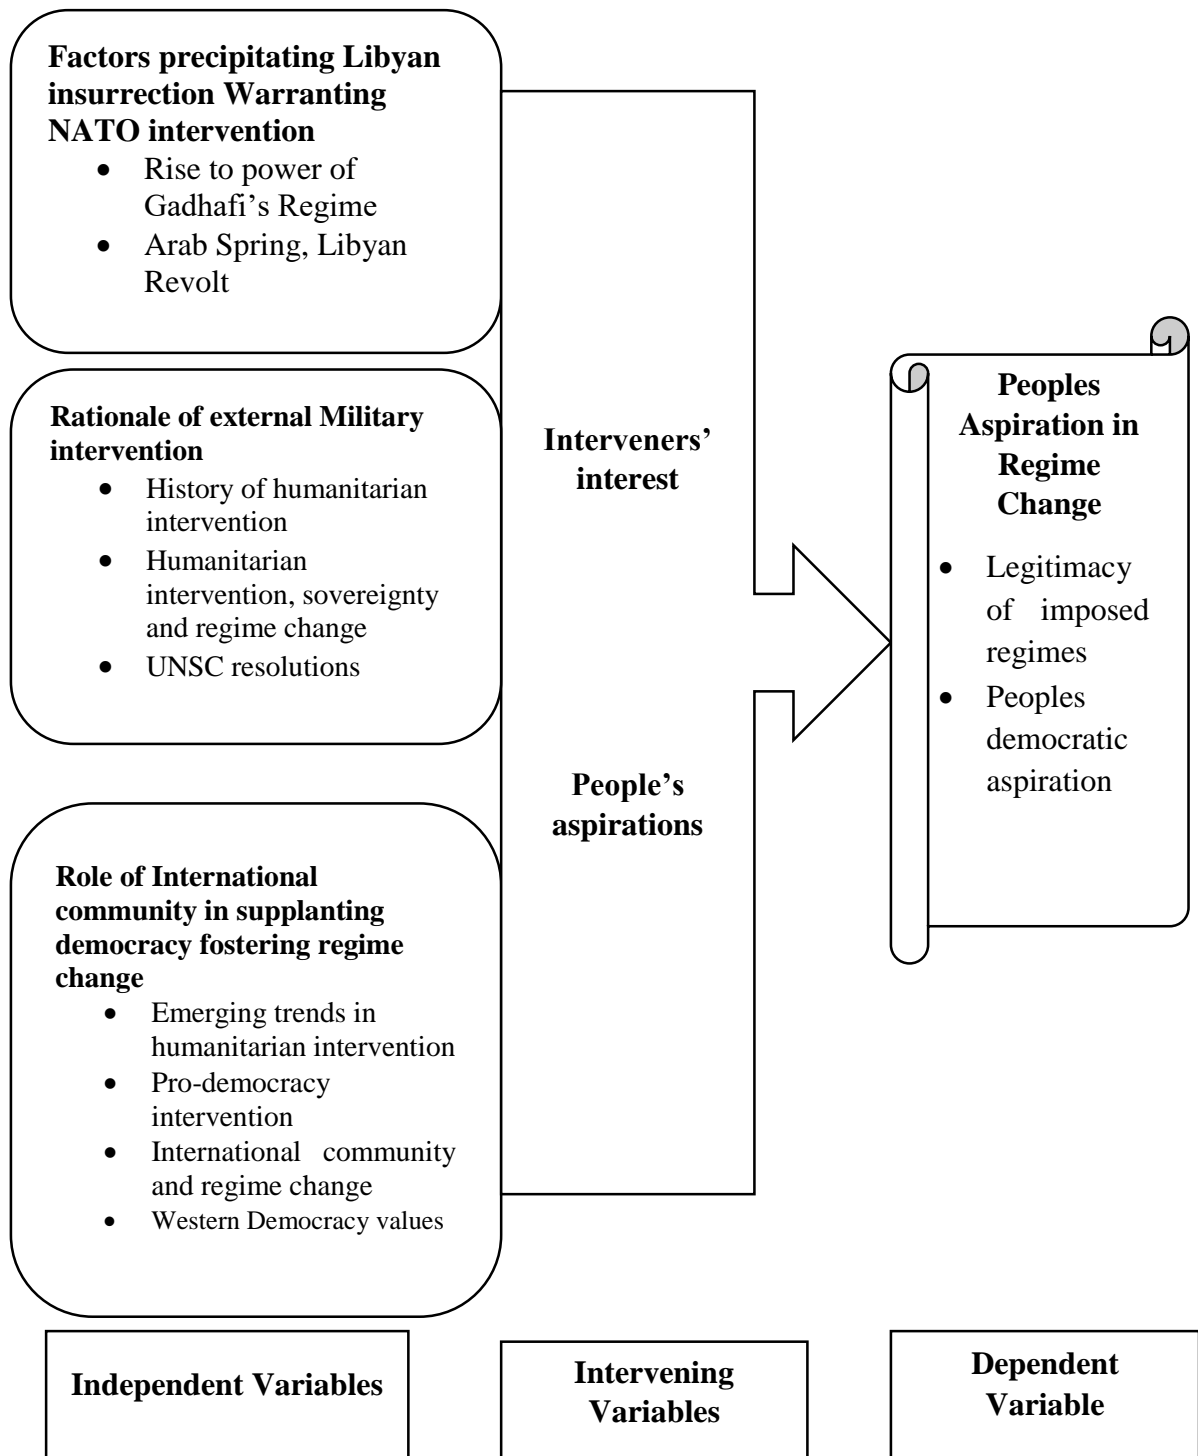 Factors precipitating Libyan
insurrection Warranting
NATO intervention
• Rise to power of
Gadhafi’s Regime
• Arab Spring, Libyan
Revolt
Rationale of external Military
intervention
• History of humanitarian
intervention
• Humanitarian
intervention, sovereignty
and regime change
• UNSC resolutions
Role of International
community in supplanting
democracy fostering regime
change
• Emerging trends in
humanitarian intervention
• Pro-democracy
intervention
• International community
and regime change
• Western Democracy values
Interveners’
interest
People’s
aspirations
Peoples
Aspiration in
Regime
Change
• Legitimacy
of imposed
regimes
• Peoples
democratic
aspiration
Independent Variables
Intervening
Variables
Dependent
Variable